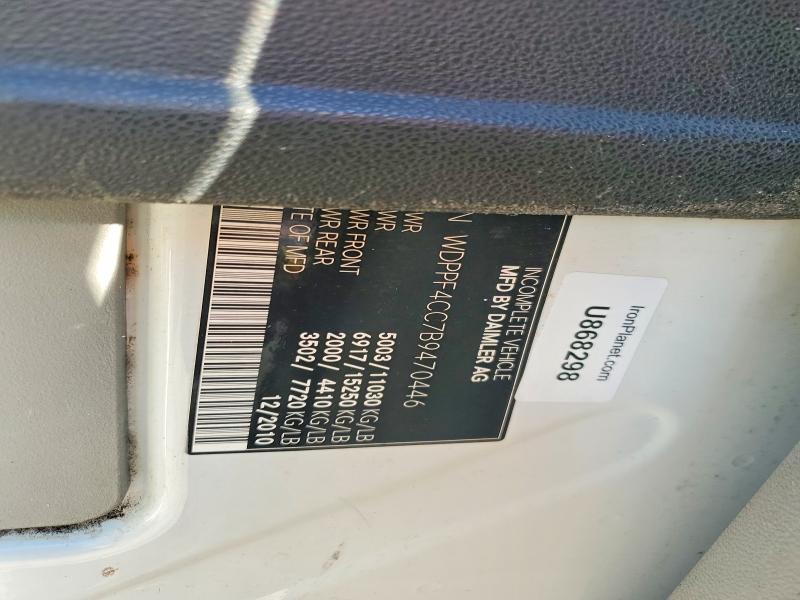 INCOMPLETE VEHICLE
MFD BY DAIMLER AG
N WDPPF4CC7B9470446
WR 5003/11030 KG/LB
WR 6917/15250 KG/LB
WR FRONT 2000/ 4410 KG/LB
WR REAR 3502/ 7720 KG/LB
TE OF MFD 12/2010
IronPlanet.com
U868298